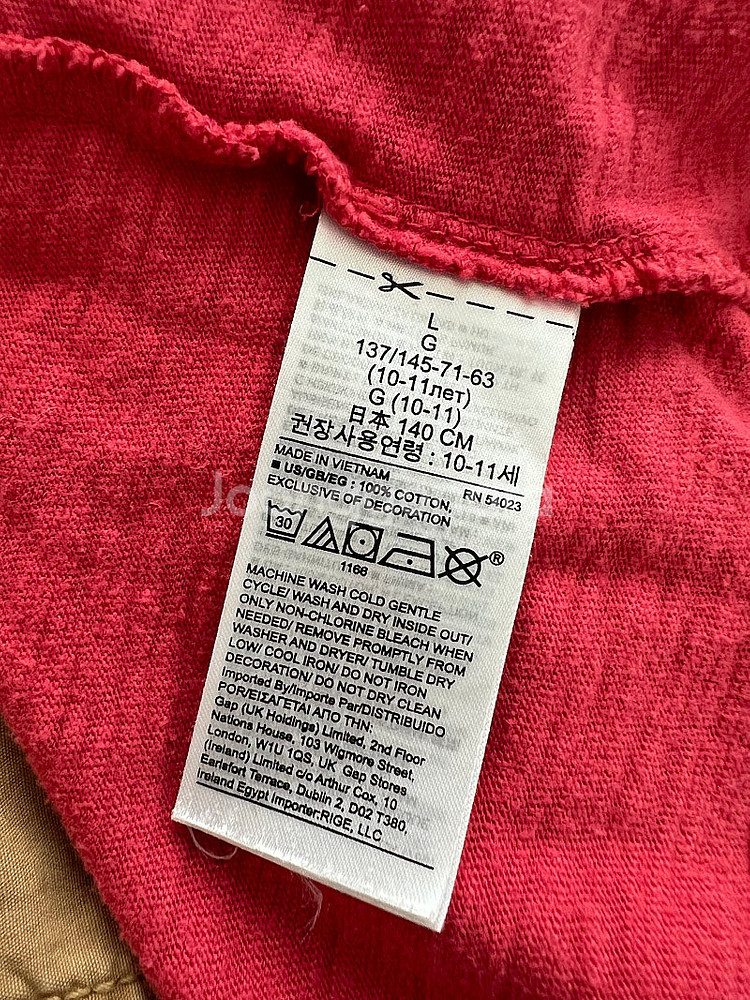 L
G
137/145-71-63
(10-11лет)
G (10-11)
日本 140 CM
권장사용연령 : 10-11세
MADE IN VIETNAM
RN 54023
■ US/GB/EG : 100% COTTON,
EXCLUSIVE OF DECORATION
30
®
1166
MACHINE WASH COLD GENTLE
CYCLE/ WASH AND DRY INSIDE OUT/
ONLY NON-CHLORINE BLEACH WHEN
NEEDED/ REMOVE PROMPTLY FROM
WASHER AND DRYER/ TUMBLE DRY
LOW/ COOL IRON/ DO NOT IRON
DECORATION/ DO NOT DRY CLEAN
Imported By/Importe Par/DISTRIBUIDO
POR/ΕΙΣΑΓΕΤΑΙ ΑΠΟ ΤΗΝ:
Gap (UK Holdings) Limited, 2nd Floor
Nations House, 103 Wigmore Street,
London, W1U 1QS, UK Gap Stores
(Ireland) Limited c/o Arthur Cox, 10
Earlsfort Terrace, Dublin 2, D02 T380,
Ireland Egypt Importer:RIGE, LLC